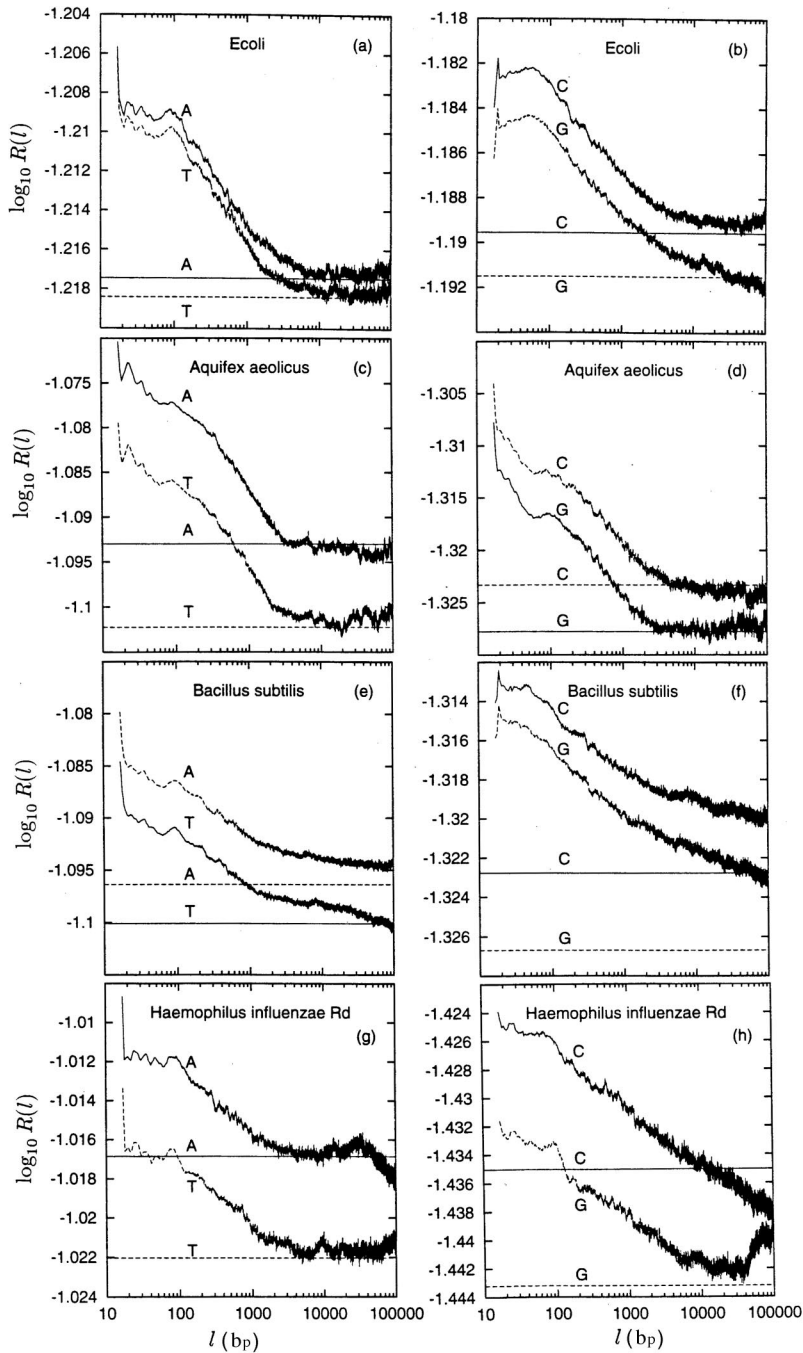 -1.204
-1.206
-1.208
-1.21
-1.212
-1.214
-1.216
-1.218
log₁₀ R(l)
Ecoli
(a)
A
T
A
T
-1.18
-1.182
-1.184
-1.186
-1.188
-1.19
-1.192
log₁₀ R(l)
Ecoli
(b)
C
G
C
G
-1.075
-1.08
-1.085
-1.09
-1.095
-1.1
log₁₀ R(l)
Aquifex aeolicus
(c)
A
T
A
T
-1.305
-1.31
-1.315
-1.32
-1.325
log₁₀ R(l)
Aquifex aeolicus
(d)
C
G
C
G
-1.08
-1.085
-1.09
-1.095
-1.1
log₁₀ R(l)
Bacillus subtilis
(e)
A
T
A
T
-1.314
-1.316
-1.318
-1.32
-1.322
-1.324
-1.326
log₁₀ R(l)
Bacillus subtilis
(f)
C
G
C
G
-1.01
-1.012
-1.014
-1.016
-1.018
-1.02
-1.022
-1.024
log₁₀ R(l)
Haemophilus influenzae Rd
(g)
A
A
T
T
10 100 1000 10000 100000
l (bp)
-1.424
-1.426
-1.428
-1.43
-1.432
-1.434
-1.436
-1.438
-1.44
-1.442
-1.444
log₁₀ R(l)
Haemophilus influenzae Rd
(h)
C
C
G
G
10 100 1000 10000 100000
l (bp)